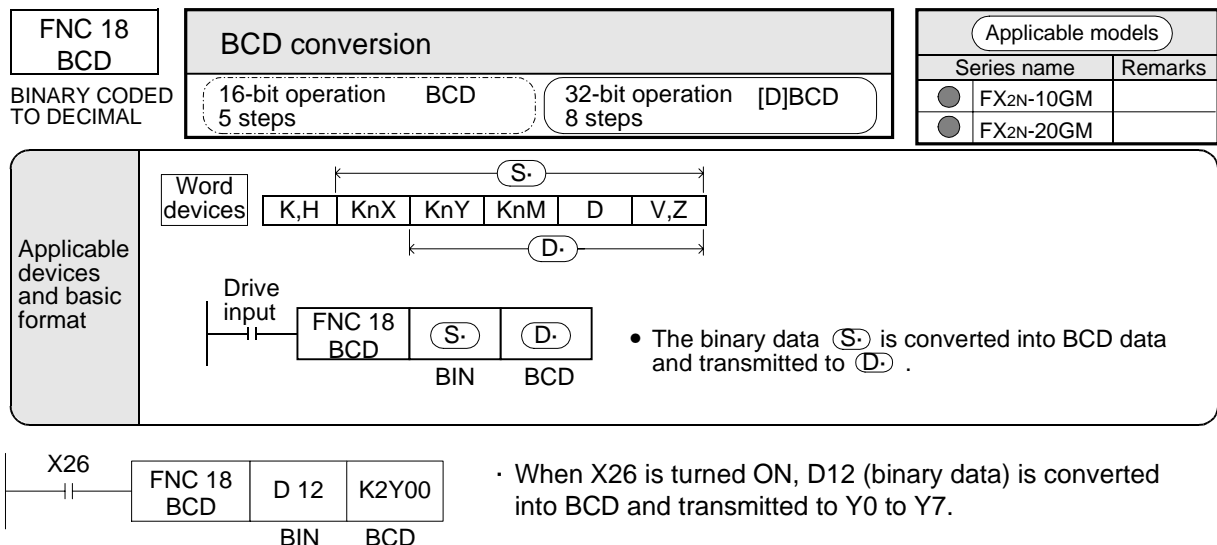 FNC 18
BCD
BINARY CODED
TO DECIMAL
BCD conversion
16-bit operation BCD
5 steps
32-bit operation [D]BCD
8 steps
Applicable models
Series name Remarks
FX2N-10GM
FX2N-20GM
Applicable
devices
and basic
format
Word
devices
S·
K,H KnX KnY KnM D V,Z
D·
Drive
input
FNC 18
BCD
S· D·
BIN BCD
• The binary data S· is converted into BCD data
and transmitted to D· .
X26
FNC 18
BCD
D 12 K2Y00
BIN BCD
· When X26 is turned ON, D12 (binary data) is converted
into BCD and transmitted to Y0 to Y7.